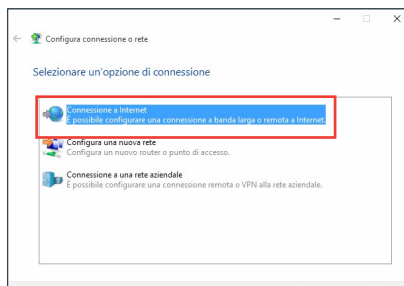 Configura connessione o rete
Selezionare un'opzione di connessione
Connessione a Internet
È possibile configurare una connessione a banda larga o remota a Internet.
Configura una nuova rete
Configura un nuovo router o punto di accesso.
Connessione a una rete aziendale
È possibile configurare una connessione remota o VPN alla rete aziendale.